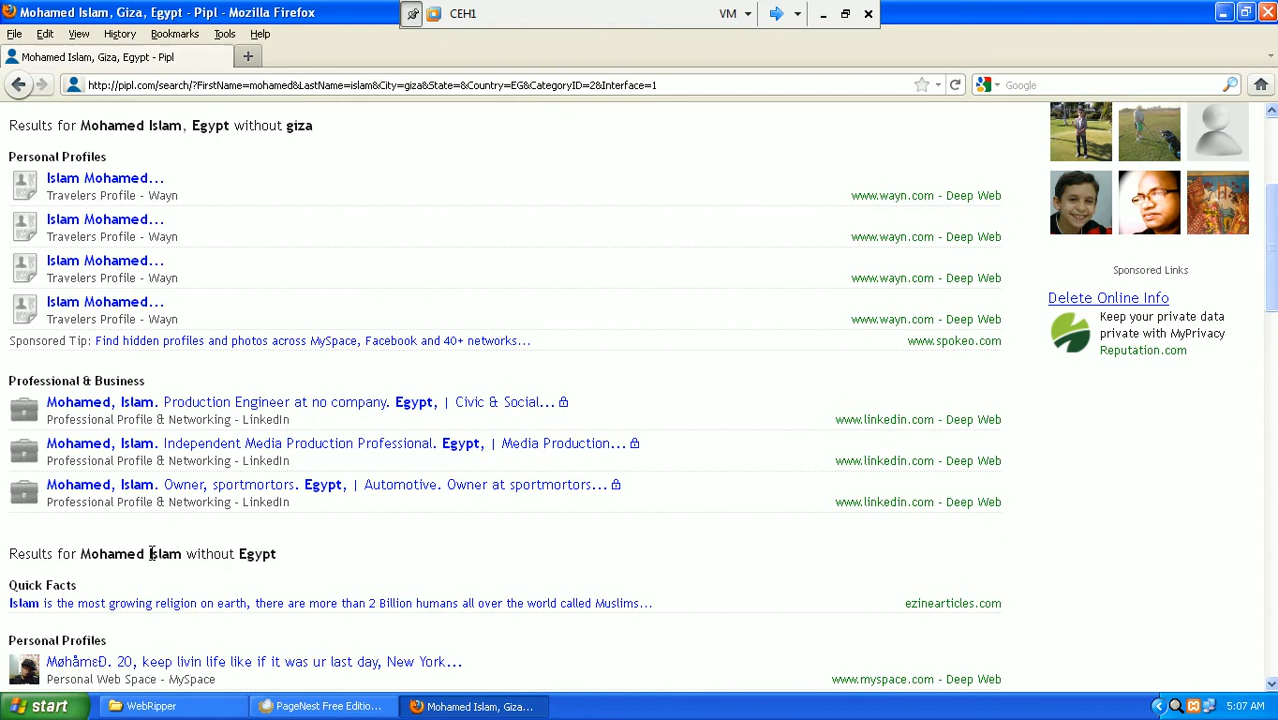 Mohamed Islam, Giza, Egypt - Pipl - Mozilla Firefox
CEH1
VM
File Edit View History Bookmarks Tools Help
Mohamed Islam, Giza, Egypt - Pipl
http://pipl.com/search/?FirstName=mohamed&LastName=islam&City=giza&State=&Country=EG&CategoryID=2&Interface=1
Google
Results for Mohamed Islam, Egypt without giza
Personal Profiles
Islam Mohamed...
Travelers Profile - Wayn www.wayn.com - Deep Web
Islam Mohamed...
Travelers Profile - Wayn www.wayn.com - Deep Web
Islam Mohamed...
Travelers Profile - Wayn www.wayn.com - Deep Web
Islam Mohamed...
Travelers Profile - Wayn www.wayn.com - Deep Web
Sponsored Tip: Find hidden profiles and photos across MySpace, Facebook and 40+ networks... www.spokeo.com
Professional & Business
Mohamed, Islam. Production Engineer at no company. Egypt, | Civic & Social...
Professional Profile & Networking - LinkedIn www.linkedin.com - Deep Web
Mohamed, Islam. Independent Media Production Professional. Egypt, | Media Production...
Professional Profile & Networking - LinkedIn www.linkedin.com - Deep Web
Mohamed, Islam. Owner, sportmortors. Egypt, | Automotive. Owner at sportmortors...
Professional Profile & Networking - LinkedIn www.linkedin.com - Deep Web
Results for Mohamed Islam without Egypt
Quick Facts
Islam is the most growing religion on earth, there are more than 2 Billion humans all over the world called Muslims... ezinearticles.com
Personal Profiles
MøhåmεĐ. 20, keep livin life like if it was ur last day, New York...
Personal Web Space - MySpace www.myspace.com - Deep Web
Sponsored Links
Delete Online Info
Keep your private data
private with MyPrivacy
Reputation.com
start
WebRipper
PageNest Free Editio...
Mohamed Islam, Giza...
5:07 AM